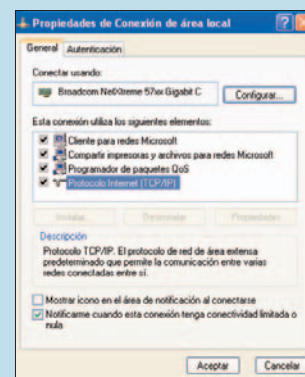 Propiedades de Conexión de área local
General
Autenticación
Conectar usando:
Broadcom NetXtreme 57xx Gigabit C
Configurar...
Esta conexión utiliza los siguientes elementos:
Cliente para redes Microsoft
Compartir impresoras y archivos para redes Microsoft
Programador de paquetes QoS
Protocolo Internet (TCP/IP)
Instalar...
Desinstalar
Propiedades
Descripción
Protocolo TCP/IP. El protocolo de red de área extensa
predeterminado que permite la comunicación entre varias
redes conectadas entre sí.
Mostrar icono en el área de notificación al conectarse
Notificarme cuando esta conexión tenga conectividad limitada o
nula
Aceptar
Cancelar